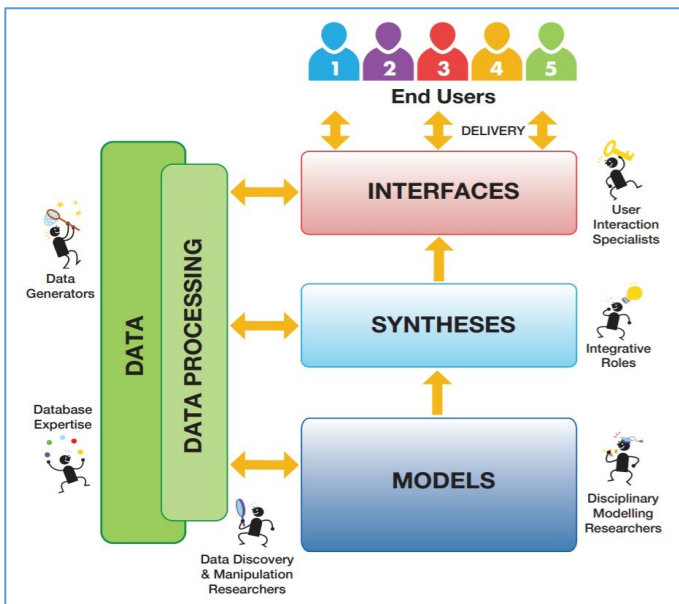 1 2 3 4 5
End Users
DELIVERY
INTERFACES
User
Interaction
Specialists
Data
Generators
DATA
DATA PROCESSING
SYNTHESES
Integrative
Roles
Database
Expertise
MODELS
Disciplinary
Modelling
Researchers
Data Discovery
& Manipulation
Researchers